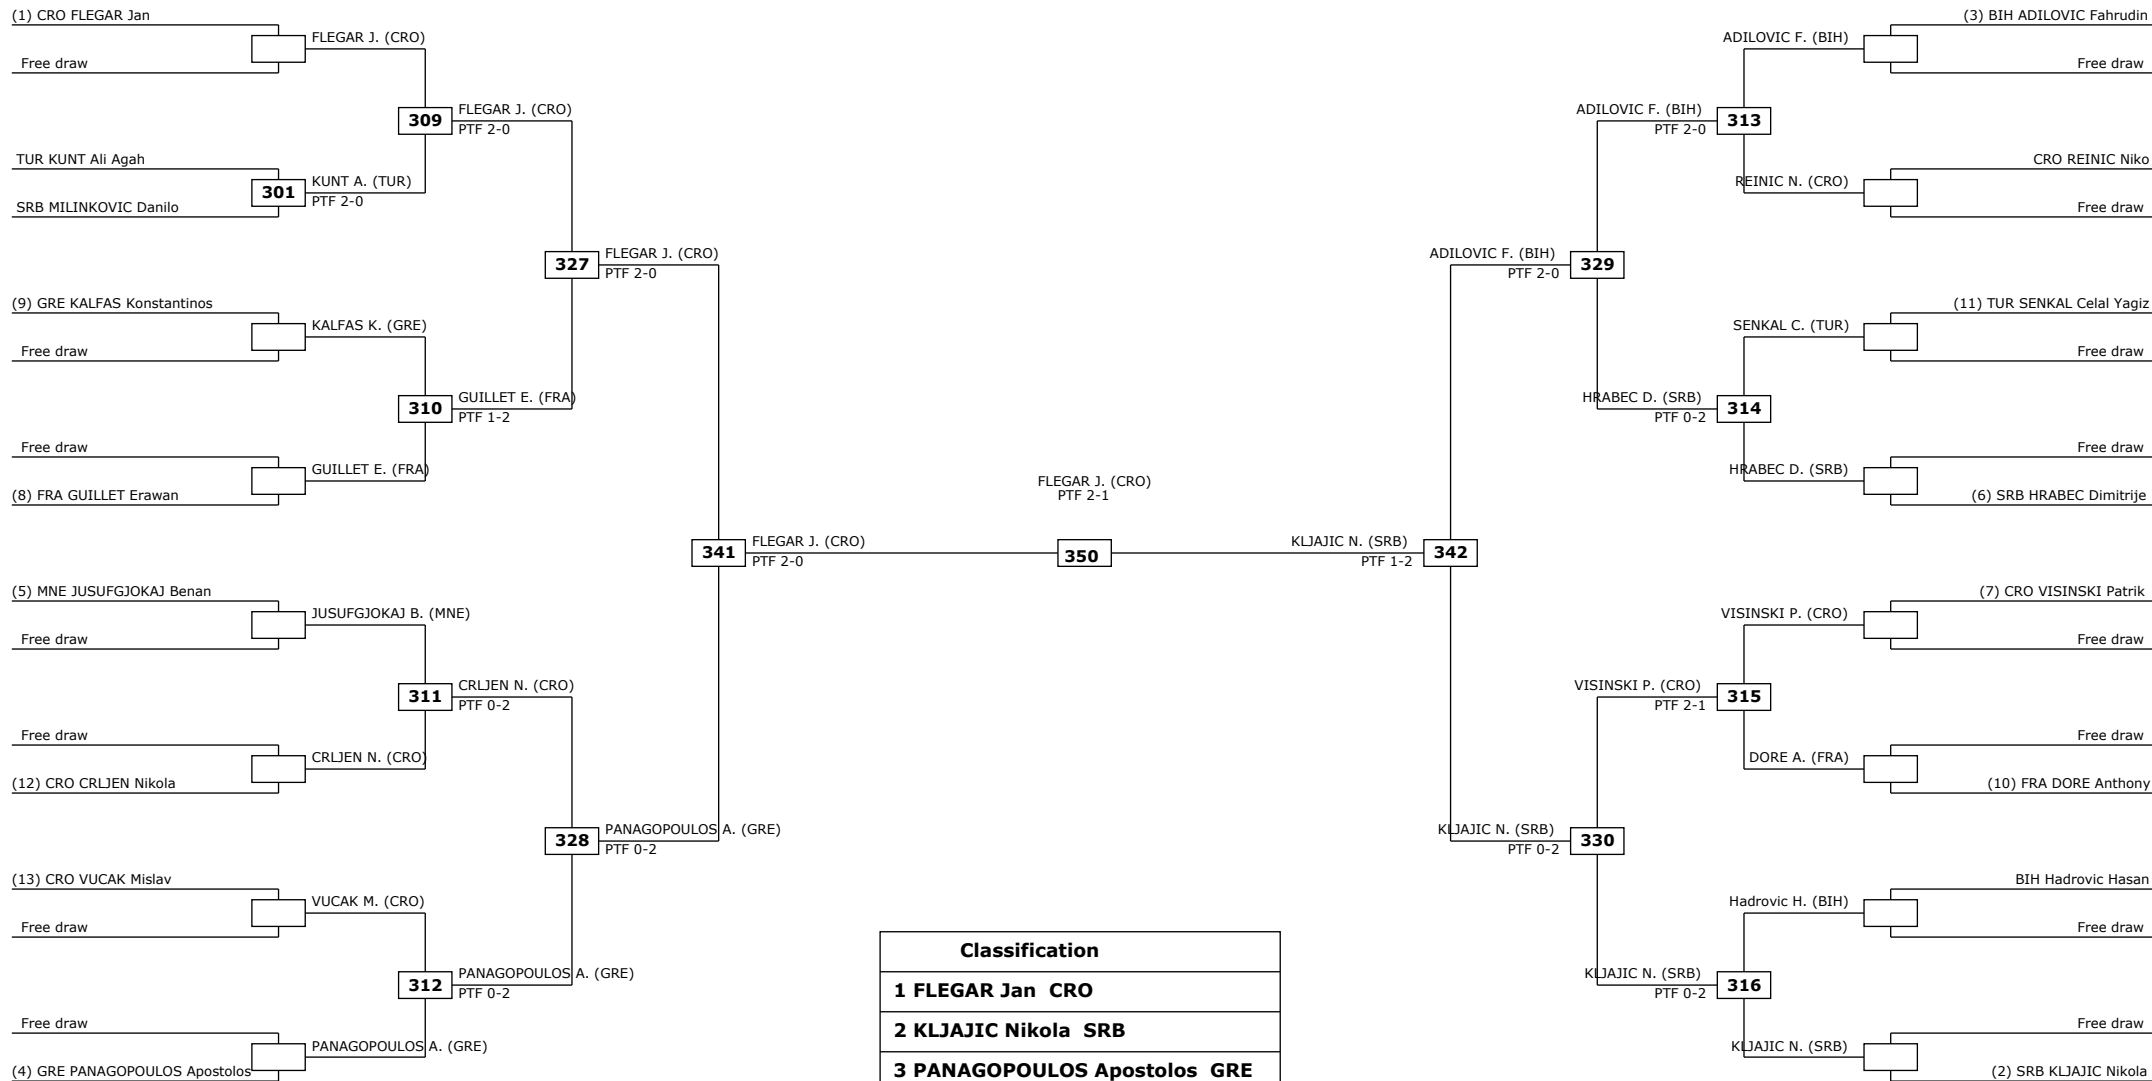 (1) CRO FLEGAR Jan
FLEGAR J. (CRO)
Free draw
309
FLEGAR J. (CRO)
PTF 2-0
TUR KUNT Ali Agah
301
KUNT A. (TUR)
PTF 2-0
SRB MILINKOVIC Danilo
327
FLEGAR J. (CRO)
PTF 2-0
(9) GRE KALFAS Konstantinos
KALFAS K. (GRE)
Free draw
310
GUILLET E. (FRA)
PTF 1-2
Free draw
GUILLET E. (FRA)
(8) FRA GUILLET Erawan
341
FLEGAR J. (CRO)
PTF 2-0
(5) MNE JUSUFGJOKAJ Benan
JUSUFGJOKAJ B. (MNE)
Free draw
311
CRLJEN N. (CRO)
PTF 0-2
Free draw
CRLJEN N. (CRO)
(12) CRO CRLJEN Nikola
328
PANAGOPOULOS A. (GRE)
PTF 0-2
(13) CRO VUCAK Mislav
VUCAK M. (CRO)
Free draw
312
PANAGOPOULOS A. (GRE)
PTF 0-2
Free draw
PANAGOPOULOS A. (GRE)
(4) GRE PANAGOPOULOS Apostolos
FLEGAR J. (CRO)
PTF 2-1
350
(3) BIH ADILOVIC Fahrudin
ADILOVIC F. (BIH)
Free draw
ADILOVIC F. (BIH)
PTF 2-0
313
CRO REINIC Niko
REINIC N. (CRO)
Free draw
ADILOVIC F. (BIH)
PTF 2-0
329
(11) TUR SENKAL Celal Yagiz
SENKAL C. (TUR)
Free draw
HRABEC D. (SRB)
PTF 0-2
314
Free draw
HRABEC D. (SRB)
(6) SRB HRABEC Dimitrije
KLJAJIC N. (SRB)
PTF 1-2
342
(7) CRO VISINSKI Patrik
VISINSKI P. (CRO)
Free draw
VISINSKI P. (CRO)
PTF 2-1
315
Free draw
DORE A. (FRA)
(10) FRA DORE Anthony
KLJAJIC N. (SRB)
PTF 0-2
330
BIH Hadrovic Hasan
Hadrovic H. (BIH)
Free draw
KLJAJIC N. (SRB)
PTF 0-2
316
Free draw
KLJAJIC N. (SRB)
(2) SRB KLJAJIC Nikola
Classification
1 FLEGAR Jan CRO
2 KLJAJIC Nikola SRB
3 PANAGOPOULOS Apostolos GRE